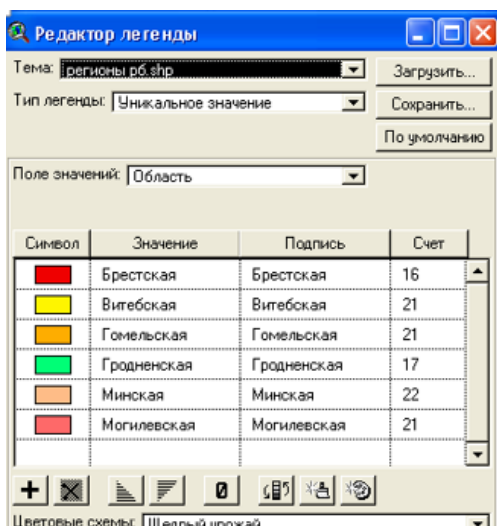 Редактор легенды
Тема: регионы рб.shp
Загрузить...
Тип легенды: Уникальное значение
Сохранить...
По умолчанию
Поле значений: Область
Символ Значение Подпись Счет
Брестская Брестская 16
Витебская Витебская 21
Гомельская Гомельская 21
Гродненская Гродненская 17
Минская Минская 22
Могилевская Могилевская 21
Цветовые схемы: Щедрый урожай